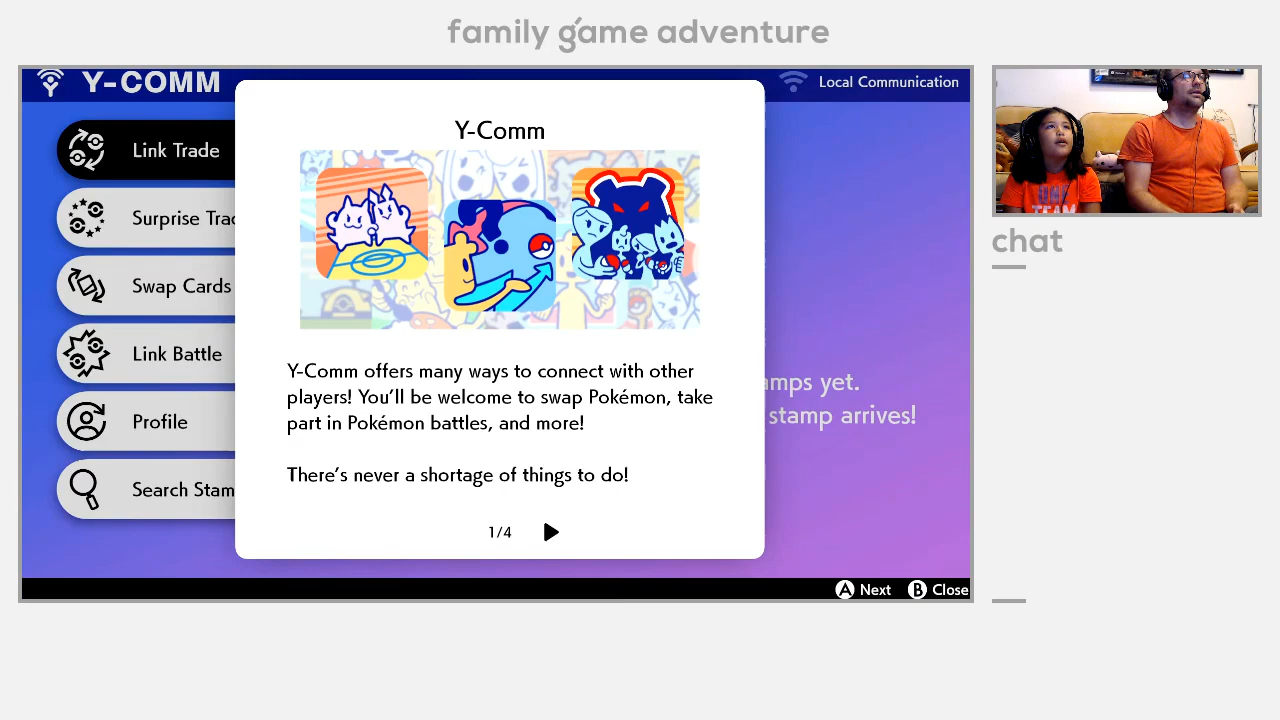 family game adventure
Y-COMM
Local Communication
Link Trade
Surprise Trad
Swap Cards
Link Battle
Profile
Search Stam
Y-Comm
Y-Comm offers many ways to connect with other
players! You'll be welcome to swap Pokémon, take
part in Pokémon battles, and more!
There's never a shortage of things to do!
1/4
amps yet.
stamp arrives!
A Next B Close
chat
TEAM